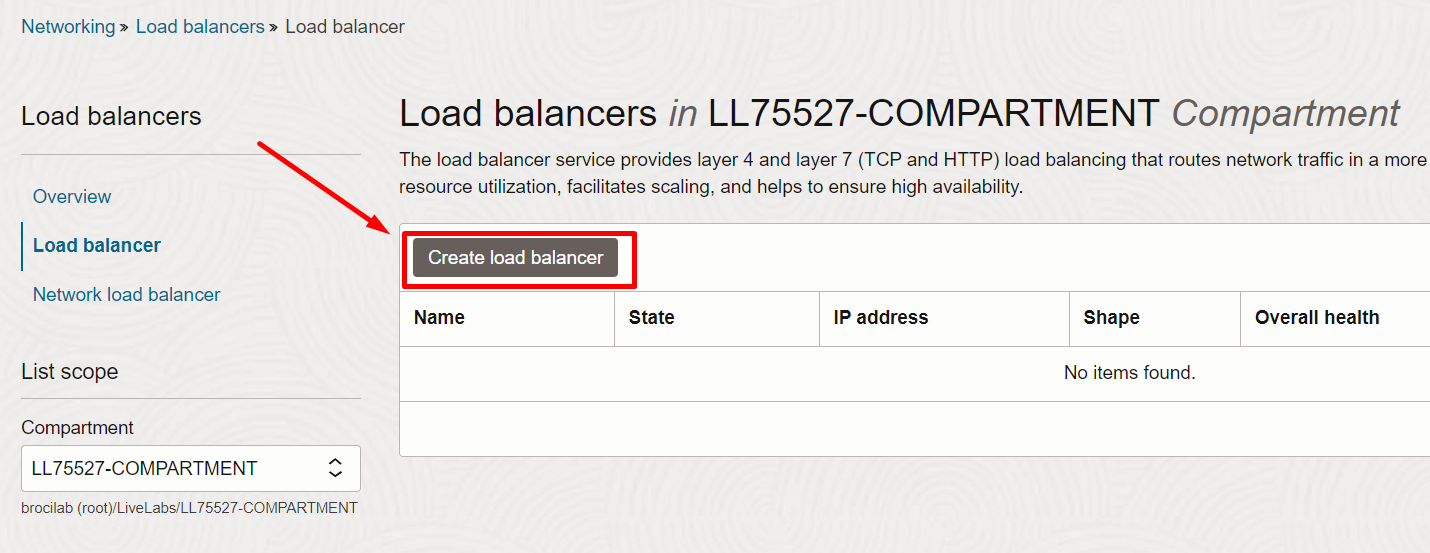 Networking » Load balancers » Load balancer
Load balancers
Overview
Load balancer
Network load balancer
List scope
Compartment
LL75527-COMPARTMENT
brocilab (root)/LiveLabs/LL75527-COMPARTMENT
Load balancers in LL75527-COMPARTMENT Compartment
The load balancer service provides layer 4 and layer 7 (TCP and HTTP) load balancing that routes network traffic in a more
resource utilization, facilitates scaling, and helps to ensure high availability.
Create load balancer
Name State IP address Shape Overall health
No items found.